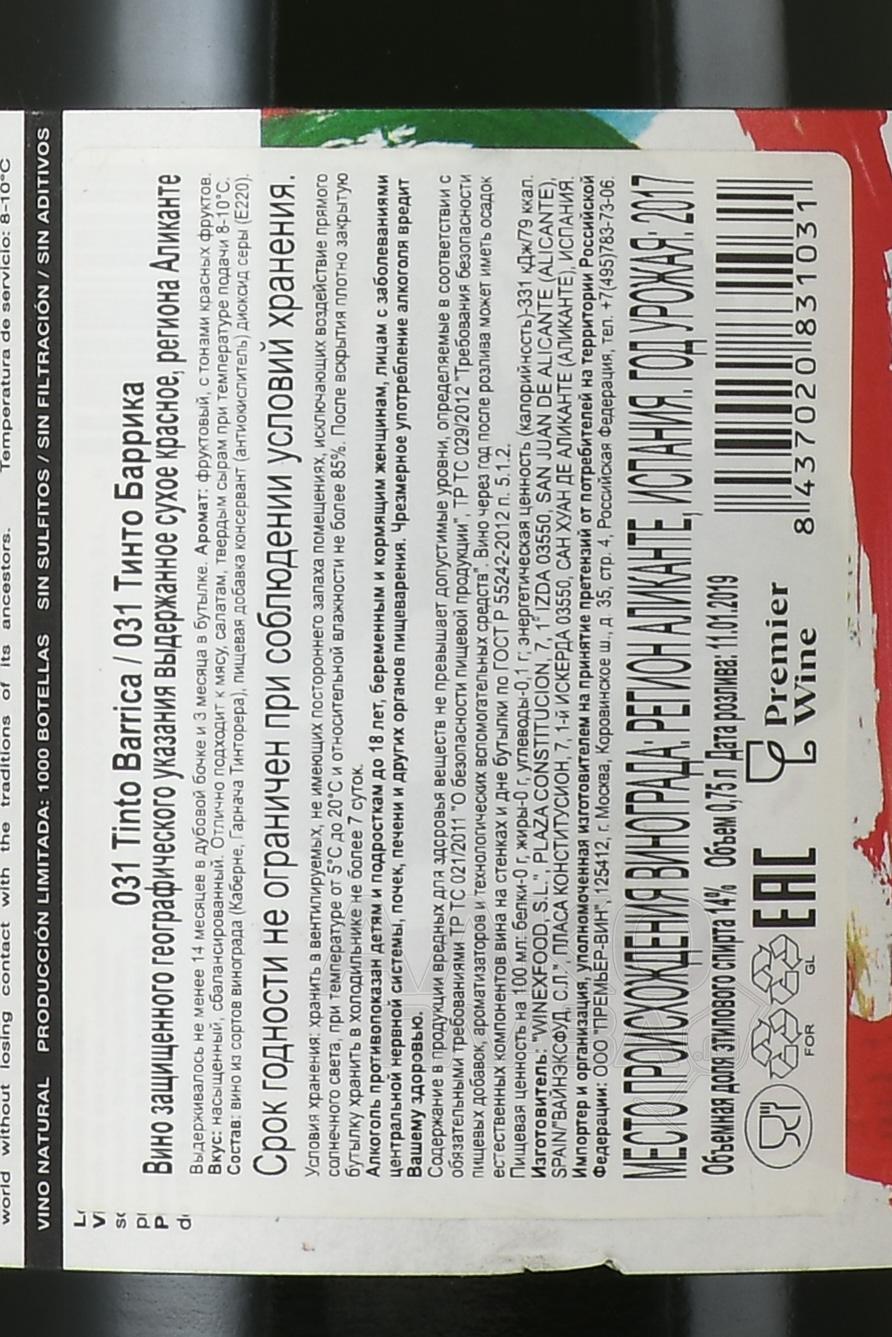 world without losing contact with the traditions of its ancestors. Temperatura de servicio: 8-10°C
VINO NATURAL PRODUCCIÓN LIMITADA: 1000 BOTELLAS SIN SULFITOS / SIN FILTRACIÓN / SIN ADITIVOS
031 Tinto Barrica / 031 Тинто Баррика
Вино защищенного географического указания выдержанное сухое красное, региона Аликанте
Выдерживалось не менее 14 месяцев в дубовой бочке и 3 месяца в бутылке. Аромат: фруктовый, с тонами красных фруктов.
Вкус: насыщенный, сбалансированный. Отлично подходит к мясу, салатам, твердым сырам при температуре подачи 8-10°С.
Состав: вино из сортов винограда (Каберне, Гарнача Тинторера), пищевая добавка консервант (антиокислитель) диоксид серы (Е220).
Срок годности не ограничен при соблюдении условий хранения.
Условия хранения: хранить в вентилируемых, не имеющих постороннего запаха помещениях, исключающих воздействие прямого
солнечного света, при температуре от 5°С до 20°С и относительной влажности не более 85%. После вскрытия плотно закрытую
бутылку хранить в холодильнике не более 7 суток.
Алкоголь противопоказан детям и подросткам до 18 лет, беременным и кормящим женщинам, лицам с заболеваниями
центральной нервной системы, почек, печени и других органов пищеварения. Чрезмерное употребление алкоголя вредит
Вашему здоровью.
Содержание в продукции вредных для здоровья веществ не превышает допустимые уровни, определяемые в соответствии с
обязательными требованиями ТР ТС 021/2011 "О безопасности пищевой продукции", ТР ТС 029/2012 "Требования безопасности
пищевых добавок, ароматизаторов и технологических вспомогательных средств". Вино через год после розлива может иметь осадок
естественных компонентов вина на стенках и дне бутылки по ГОСТ Р 55242-2012 п. 5.1.2.
Пищевая ценность на 100 мл: белки-0 г, жиры-0 г, углеводы-0,1 г; энергетическая ценность (калорийность)-331 кДж/79 ккал.
Изготовитель: "WINEXFOOD, S.L.", PLAZA CONSTITUCION, 7, 1° IZDA 03550, SAN JUAN DE ALICANTE (ALICANTE),
SPAIN/"ВАЙНЭКСФУД, С.Л.", ПЛАСА КОНСТИТУСИОН, 7, 1-й ИСКЕРДА 03550, САН ХУАН ДЕ АЛИКАНТЕ (АЛИКАНТЕ), ИСПАНИЯ.
Импортер и организация, уполномоченная изготовителем на принятие претензий от потребителей на территории Российской
Федерации: ООО "ПРЕМЬЕР-ВИН", 125412, г. Москва, Коровинское ш., д. 35, стр. 4, Российская Федерация, тел. +7(495)783-73-06.
МЕСТО ПРОИСХОЖДЕНИЯ ВИНОГРАДА: РЕГИОН АЛИКАНТЕ, ИСПАНИЯ. ГОД УРОЖАЯ: 2017
Объемная доля этилового спирта 14% Объем 0,75 л Дата розлива: 11.01.2019
FOR GL
EAC
Premier
Wine
8 437020 831031